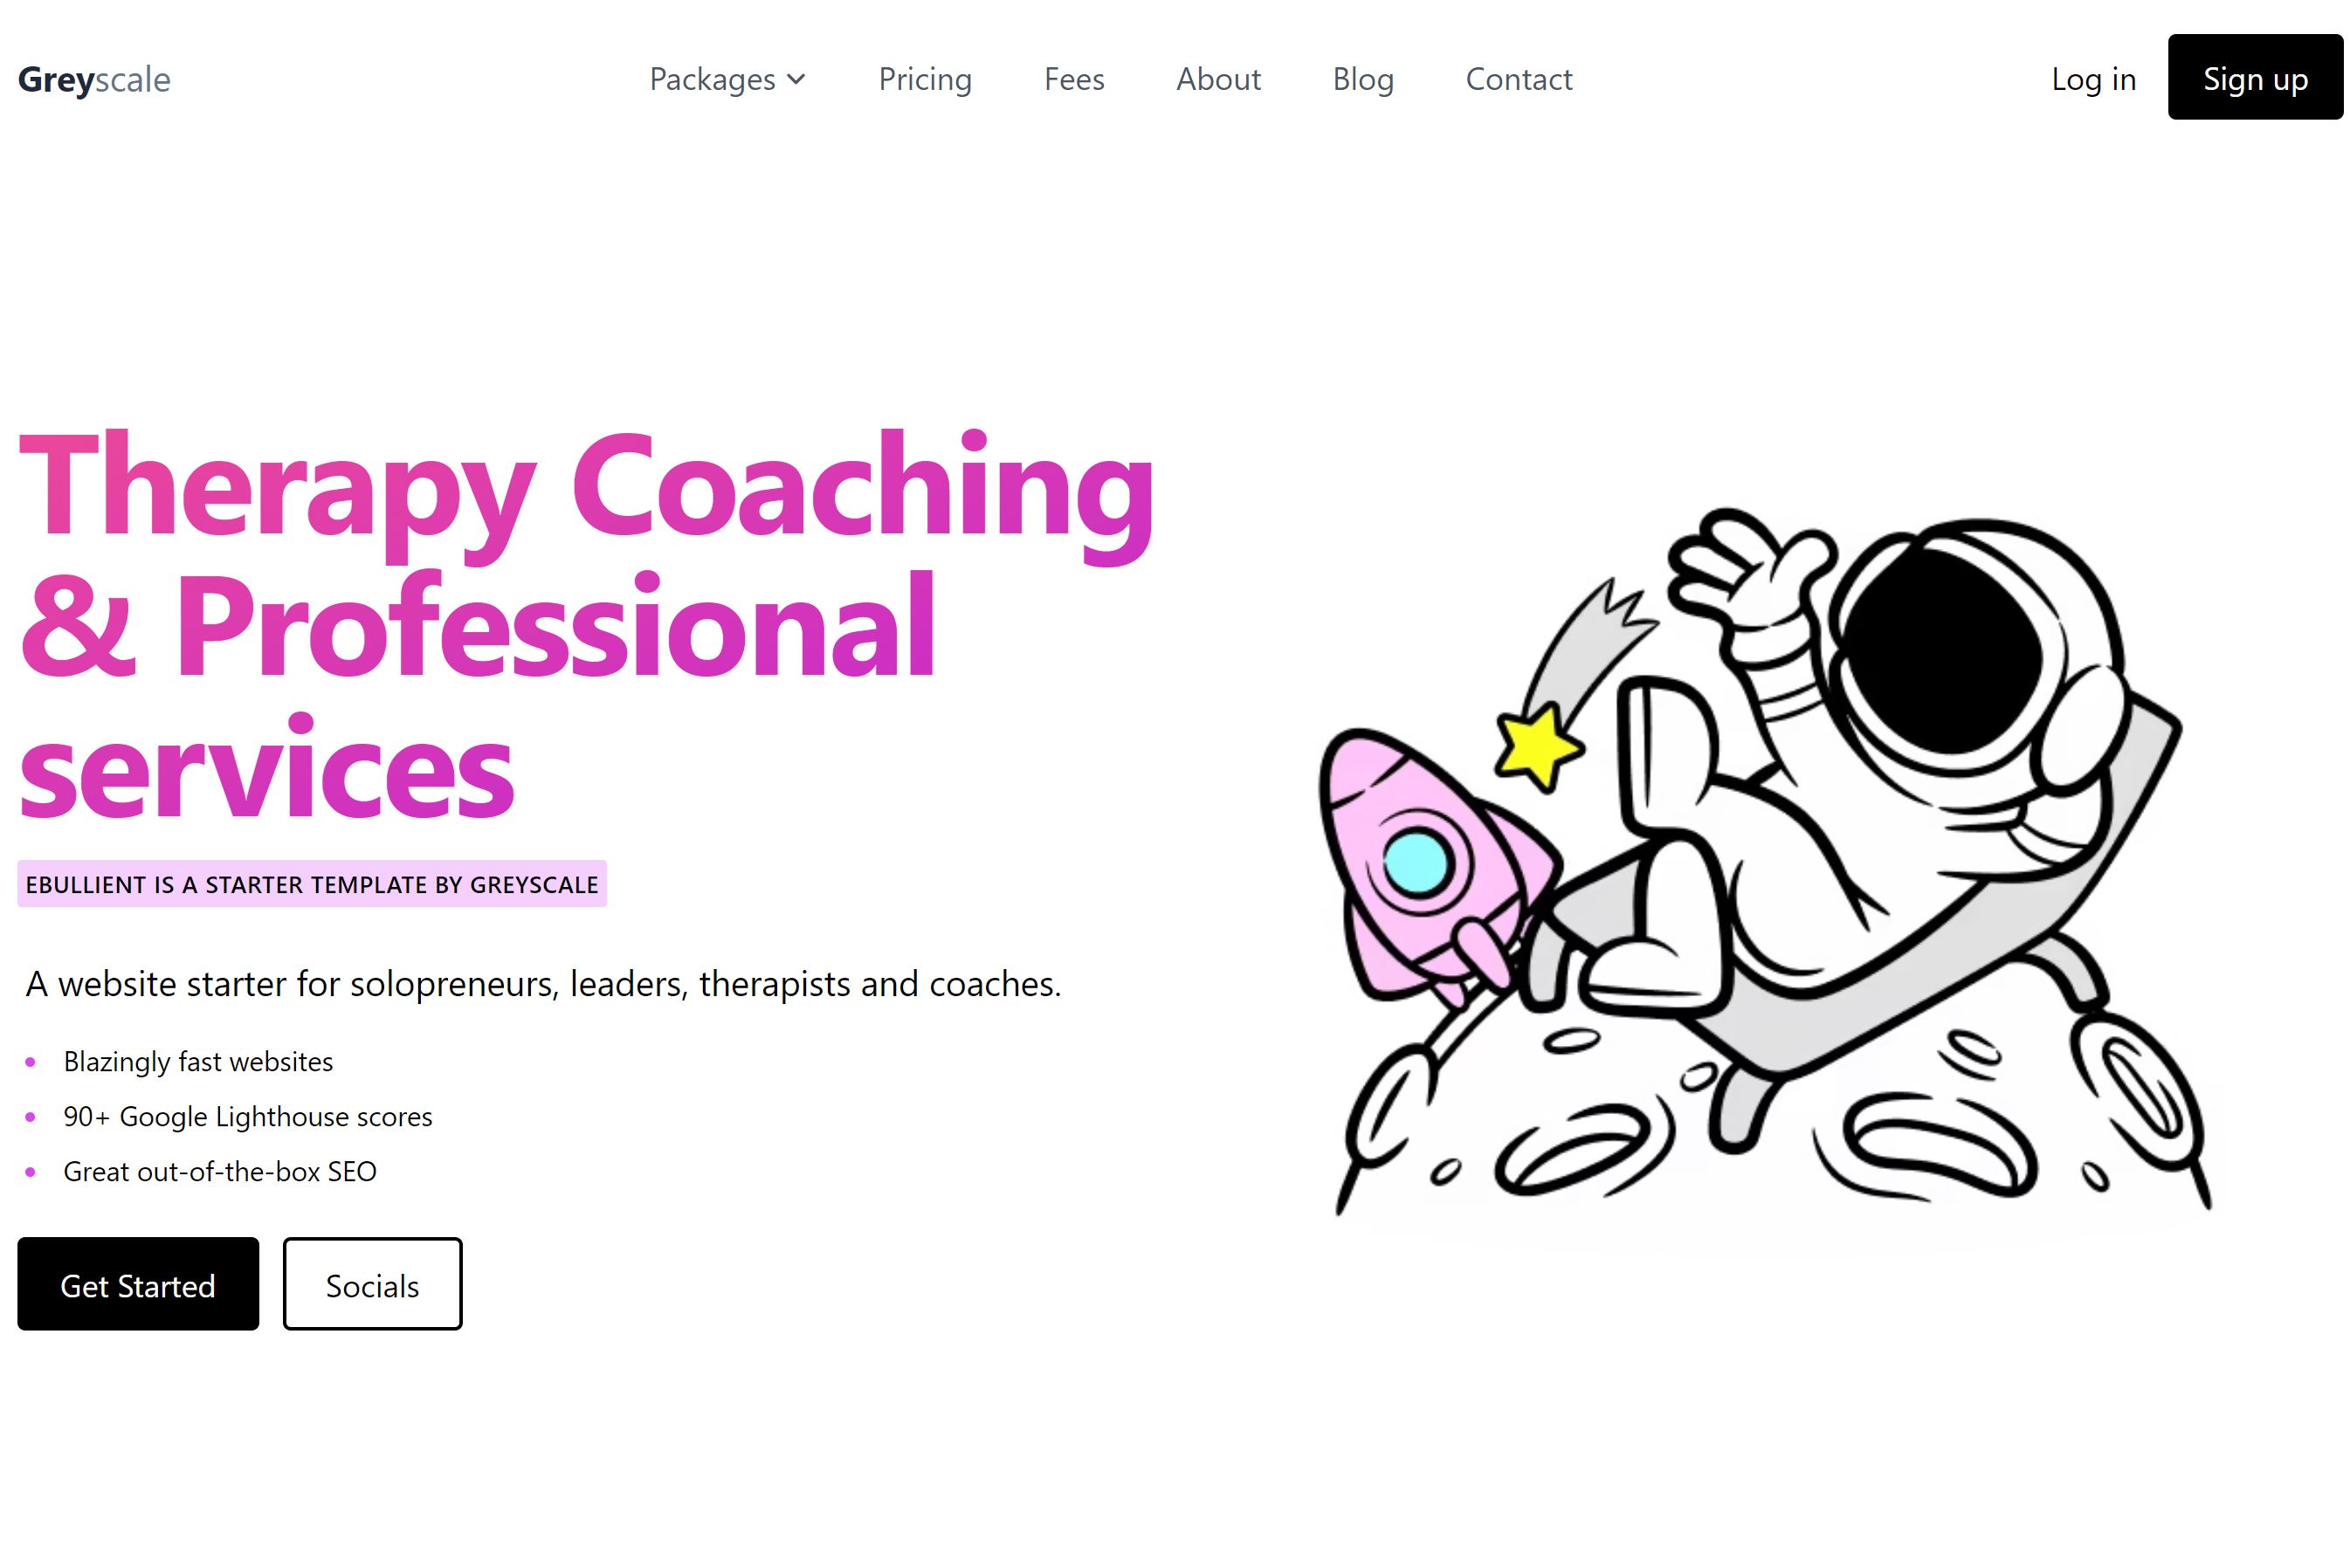 Greyscale
Packages
Pricing
Fees
About
Blog
Contact
Log in
Sign up
Therapy Coaching
& Professional
services
EBULLIENT IS A STARTER TEMPLATE BY GREYSCALE
A website starter for solopreneurs, leaders, therapists and coaches.
Blazingly fast websites
90+ Google Lighthouse scores
Great out-of-the-box SEO
Get Started
Socials